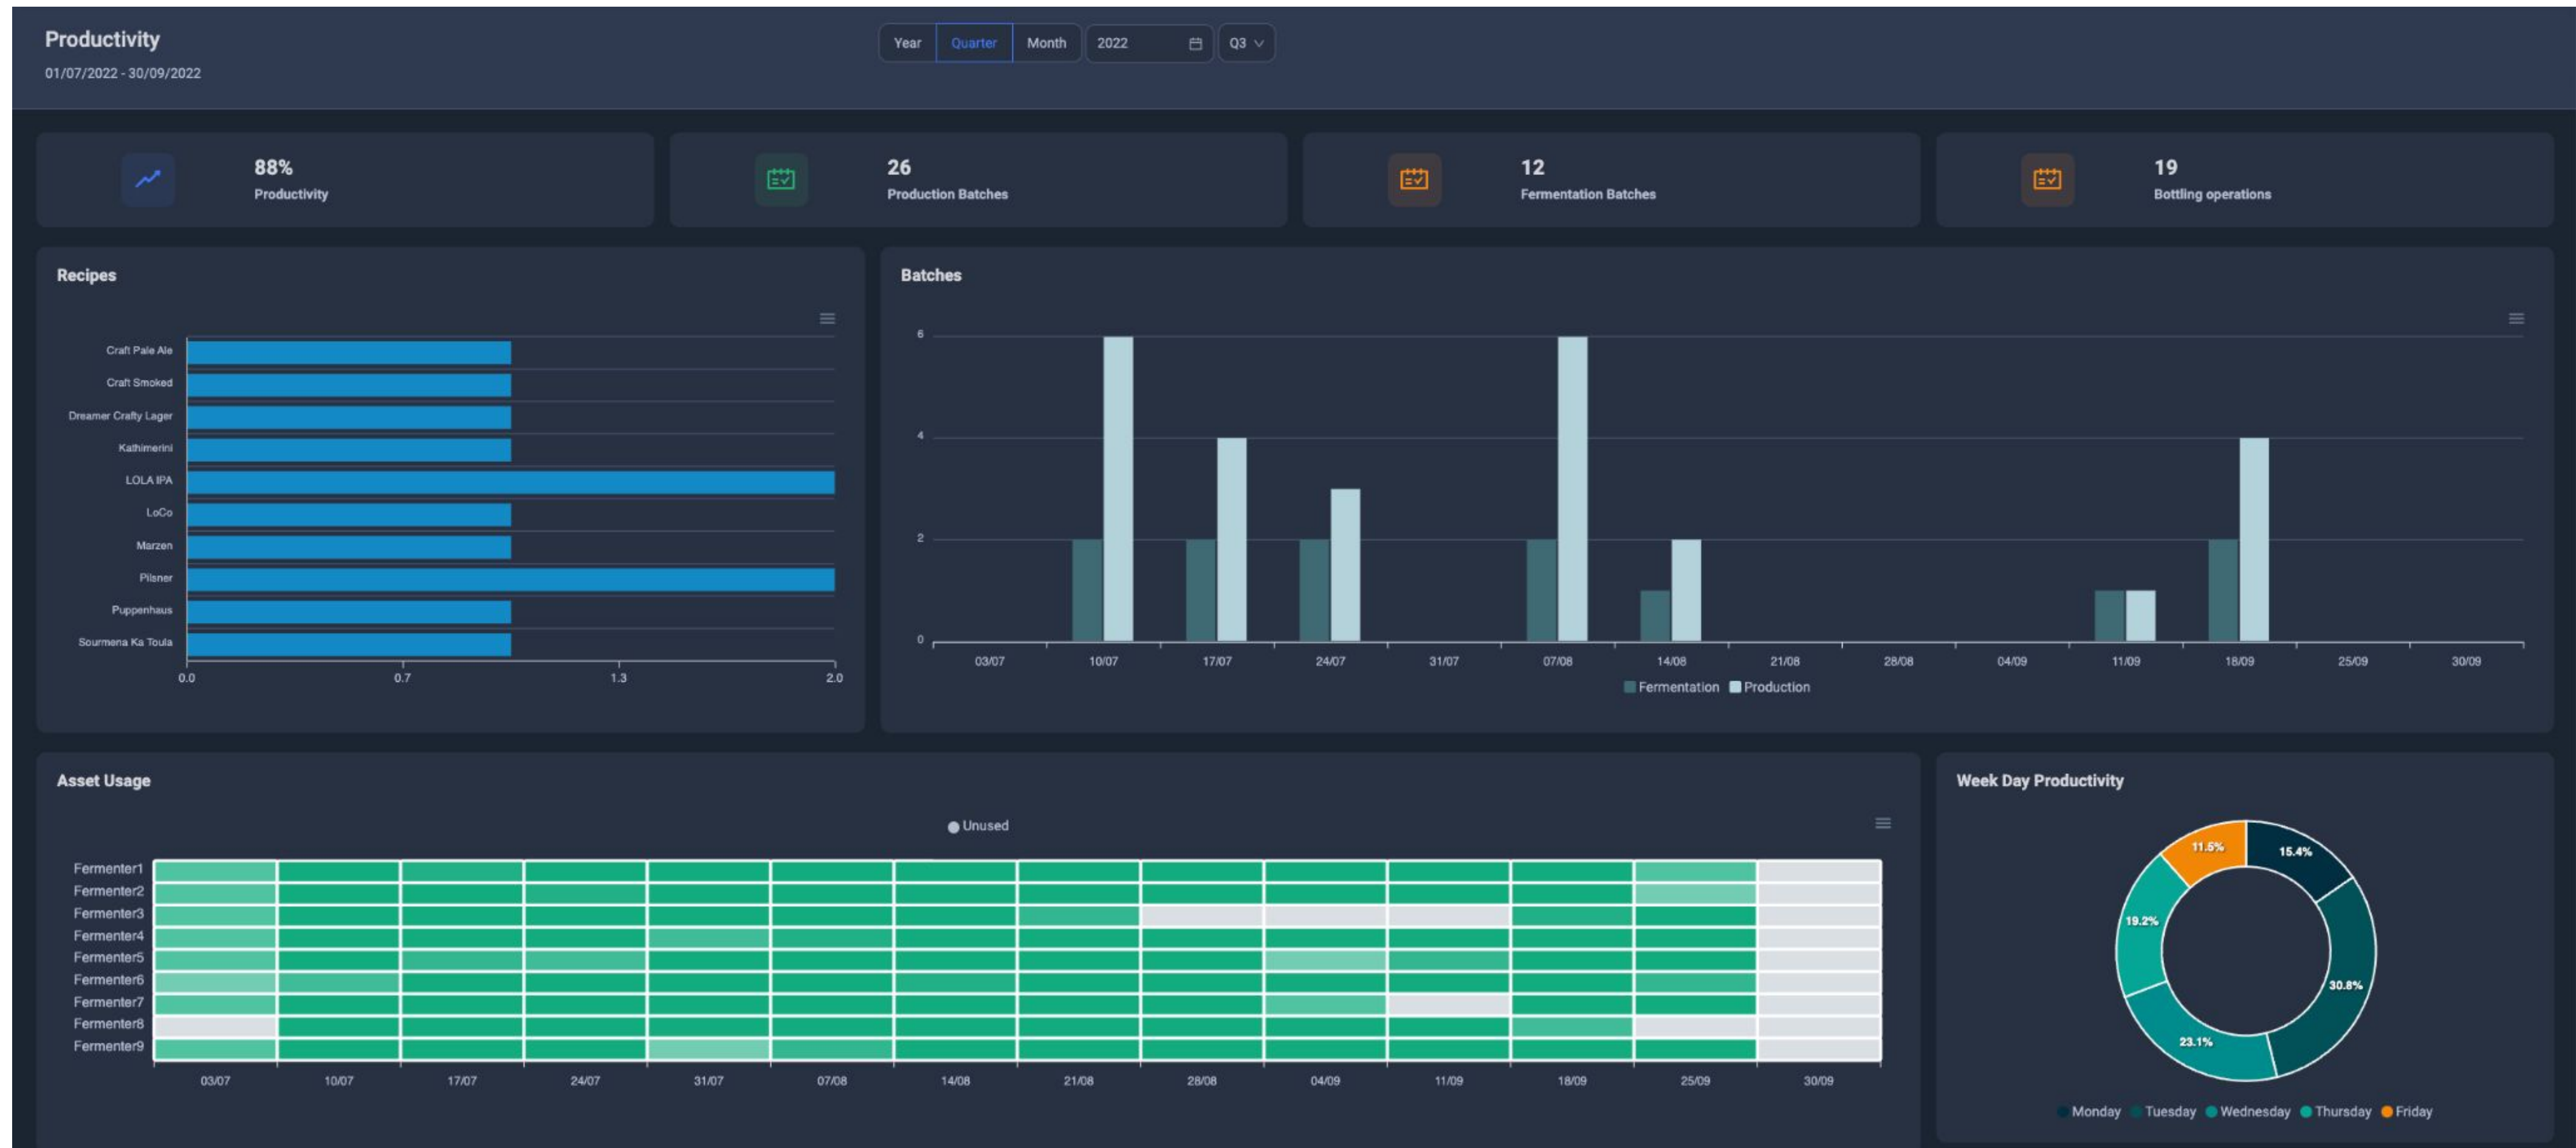 Productivity
01/07/2022 - 30/09/2022
Year Quarter Month 2022 Q3
88%
Productivity
26
Production Batches
12
Fermentation Batches
19
Bottling operations
Recipes
Craft Pale Ale
Craft Smoked
Dreamer Crafty Lager
Kathimerini
LOLA IPA
LoCo
Marzen
Pilsner
Puppenhaus
Sourmena Ka Toula
0.0 0.7 1.3 2.0
Batches
6
4
2
0
03/07 10/07 17/07 24/07 31/07 07/08 14/08 21/08 28/08 04/09 11/09 18/09 25/09 30/09
Fermentation Production
Asset Usage
Unused
Fermenter1
Fermenter2
Fermenter3
Fermenter4
Fermenter5
Fermenter6
Fermenter7
Fermenter8
Fermenter9
03/07 10/07 17/07 24/07 31/07 07/08 14/08 21/08 28/08 04/09 11/09 18/09 25/09 30/09
Week Day Productivity
11.5% 15.4%
19.2%
30.8%
23.1%
Monday Tuesday Wednesday Thursday Friday